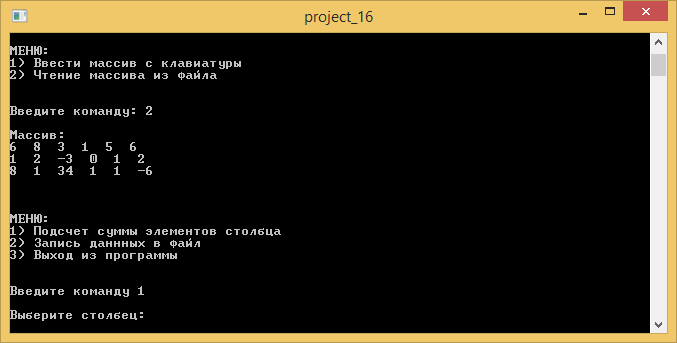 project_16
МЕНЮ:
1) Ввести массив с клавиатуры
2) Чтение массива из файла
Введите команду: 2
Массив:
6 8 3 1 5 6
1 2 -3 0 1 2
8 1 34 1 1 -6
МЕНЮ:
1) Подсчет суммы элементов столбца
2) Запись даннных в файл
3) Выход из программы
Введите команду 1
Выберите столбец: